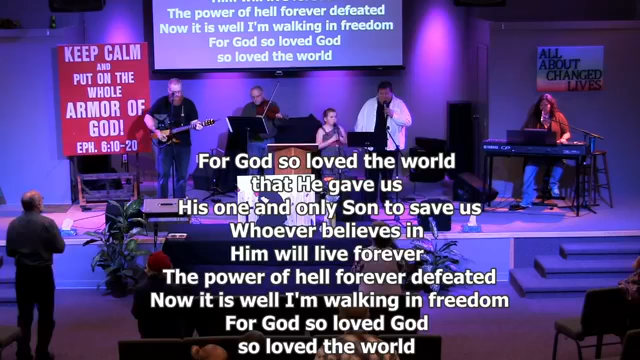 Him will live forever
The power of hell forever defeated
Now it is well I'm walking in freedom
For God so loved God
so loved the world
KEEP CALM
AND
PUT ON THE
WHOLE
ARMOR OF
GOD!
EPH. 6:10-20
ALL
ABOUT
CHANGED
LIVES
For God so loved the world
that He gave us
His one and only Son to save us
Whoever believes in
Him will live forever
The power of hell forever defeated
Now it is well I'm walking in freedom
For God so loved God
so loved the world